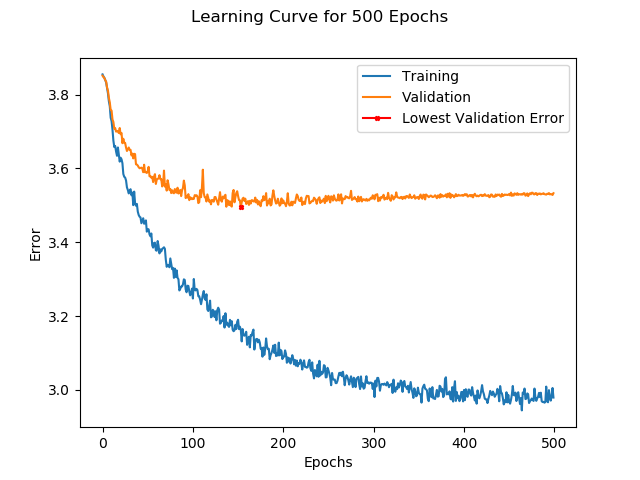 Learning Curve for 500 Epochs
Training
Validation
Lowest Validation Error
3.8
3.6
3.4
3.2
3.0
Error
0 100 200 300 400 500
Epochs